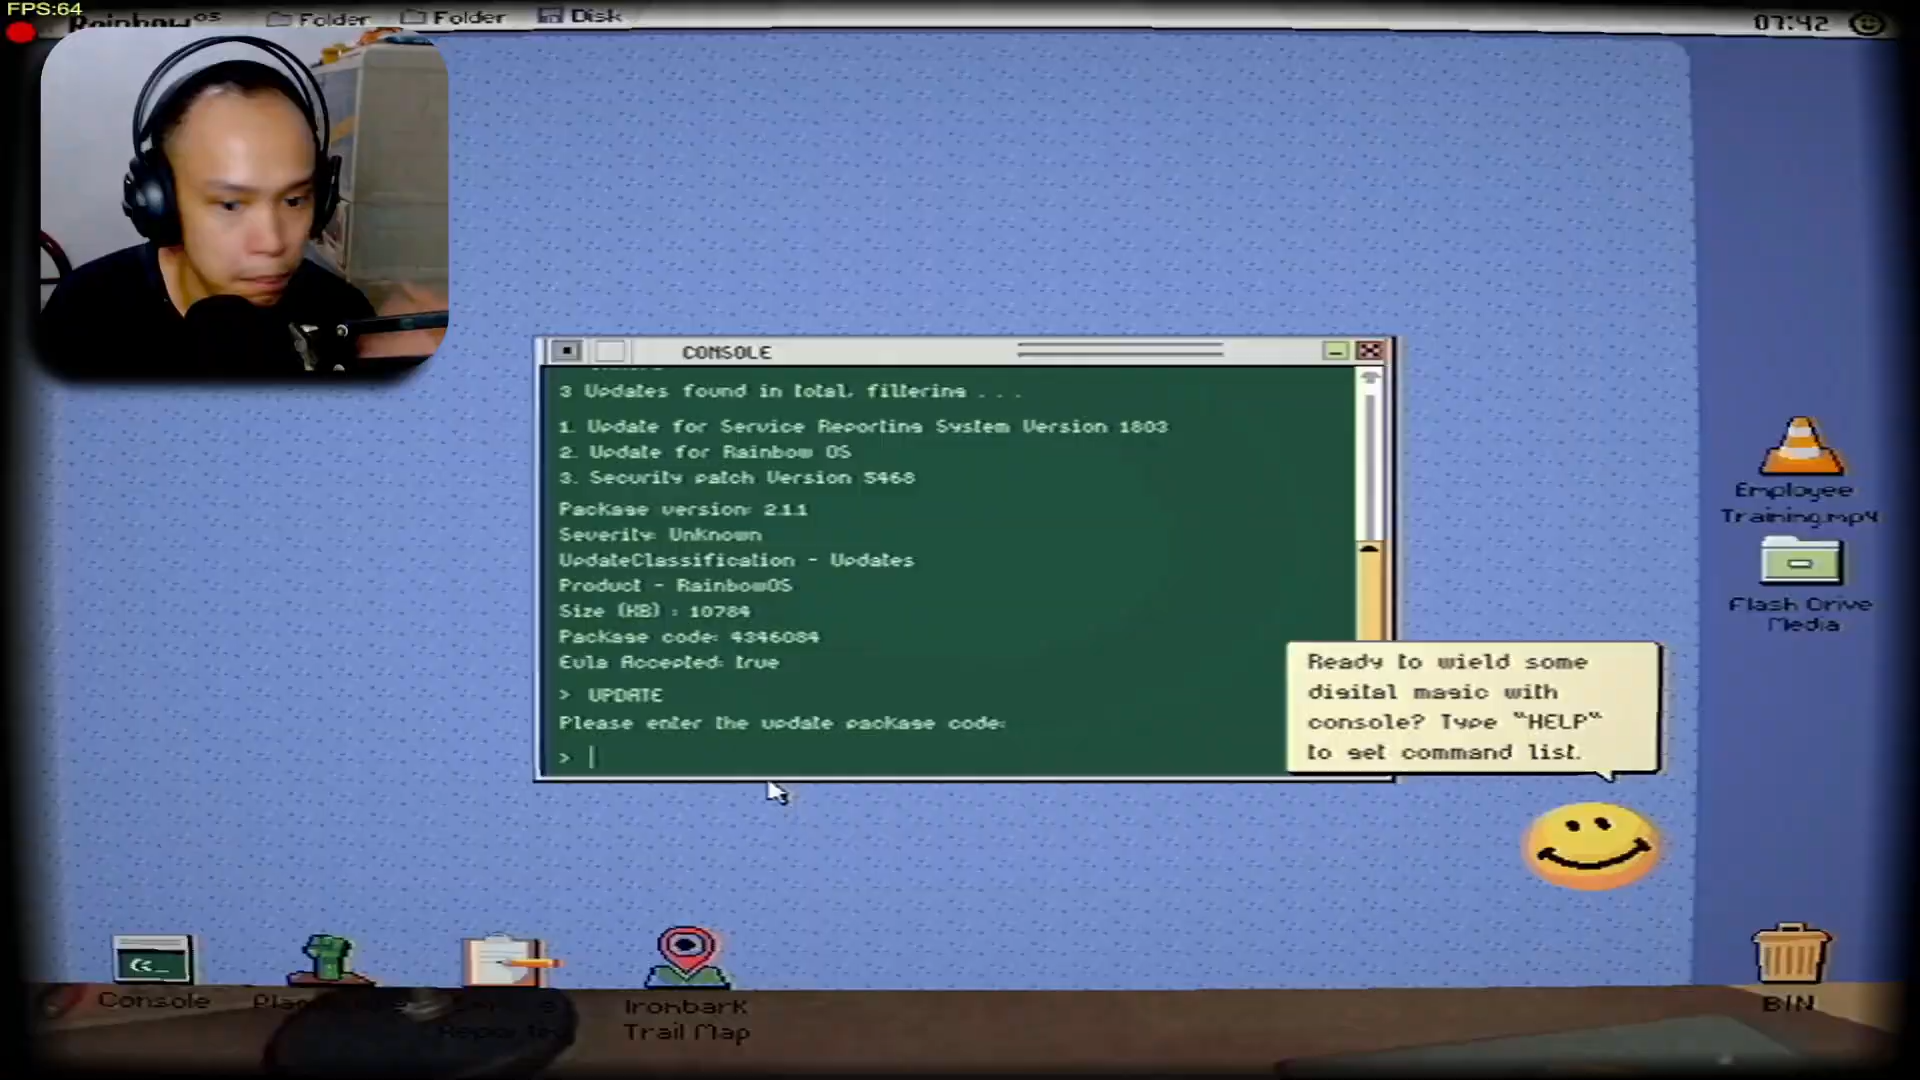 FPS:64
RainbowOS Folder Folder Disk 07:42
CONSOLE
3 Updates found in total, filtering . . .
1. Update for Service Reporting System Version 1803
2. Update for Rainbow OS
3. Security patch Version 5468
Package version: 2.1.1
Severity: Unknown
UpdateClassification - Updates
Product - RainbowOS
Size (KB) : 10784
Package code: 4346084
Eula Accepted: true
> UPDATE
Please enter the update package code:
>
Ready to wield some
digital magic with
console? Type "HELP"
to get command list.
Employee
Training.mp4
Flash Drive
Media
Console
Ironbark
Trail Map
BIN